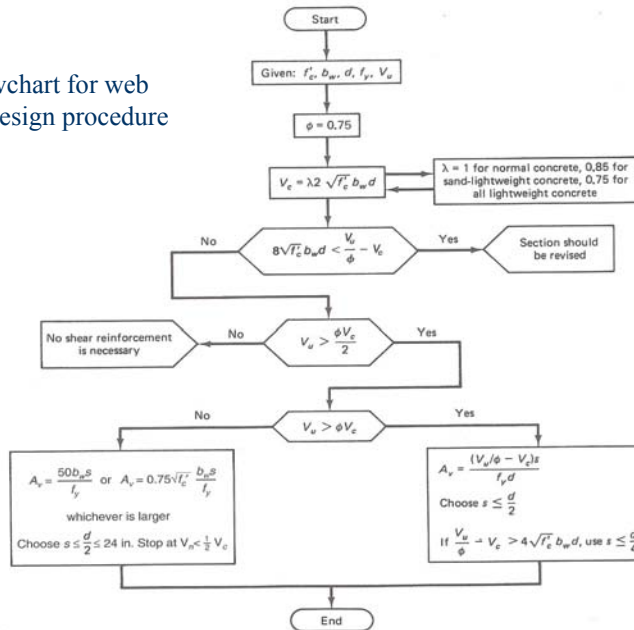 Start
wchart for web
esign procedure
Given: f'c, bw, d, fy, Vu
ϕ = 0.75
Vc = λ2 √f'c bw d
λ = 1 for normal concrete, 0.85 for
sand-lightweight concrete, 0.75 for
all lightweight concrete
No
8√f'c bw d < Vu/ϕ − Vc
Yes
Section should
be revised
No shear reinforcement
is necessary
No
Vu > ϕVc/2
Yes
No
Vu > ϕVc
Yes
Av = 50bws/fy or Av = 0.75√f'c bws/fy
whichever is larger
Choose s ≤ d/2 ≤ 24 in. Stop at Vn < ½ Vc
Av = (Vu/ϕ − Vc)s/fy d
Choose s ≤ d/2
If Vu/ϕ − Vc > 4√f'c bw d, use s ≤ d/4
End